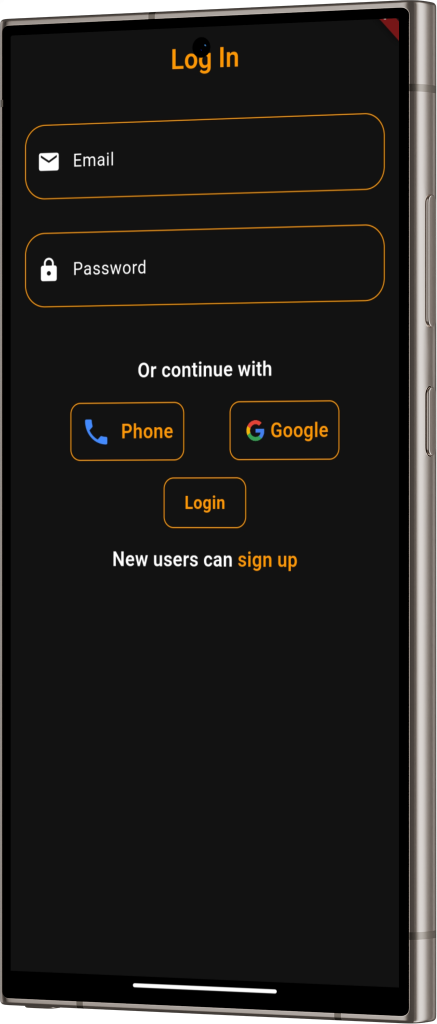 Log In
Email
Password
Or continue with
Phone
Google
Login
New users can sign up